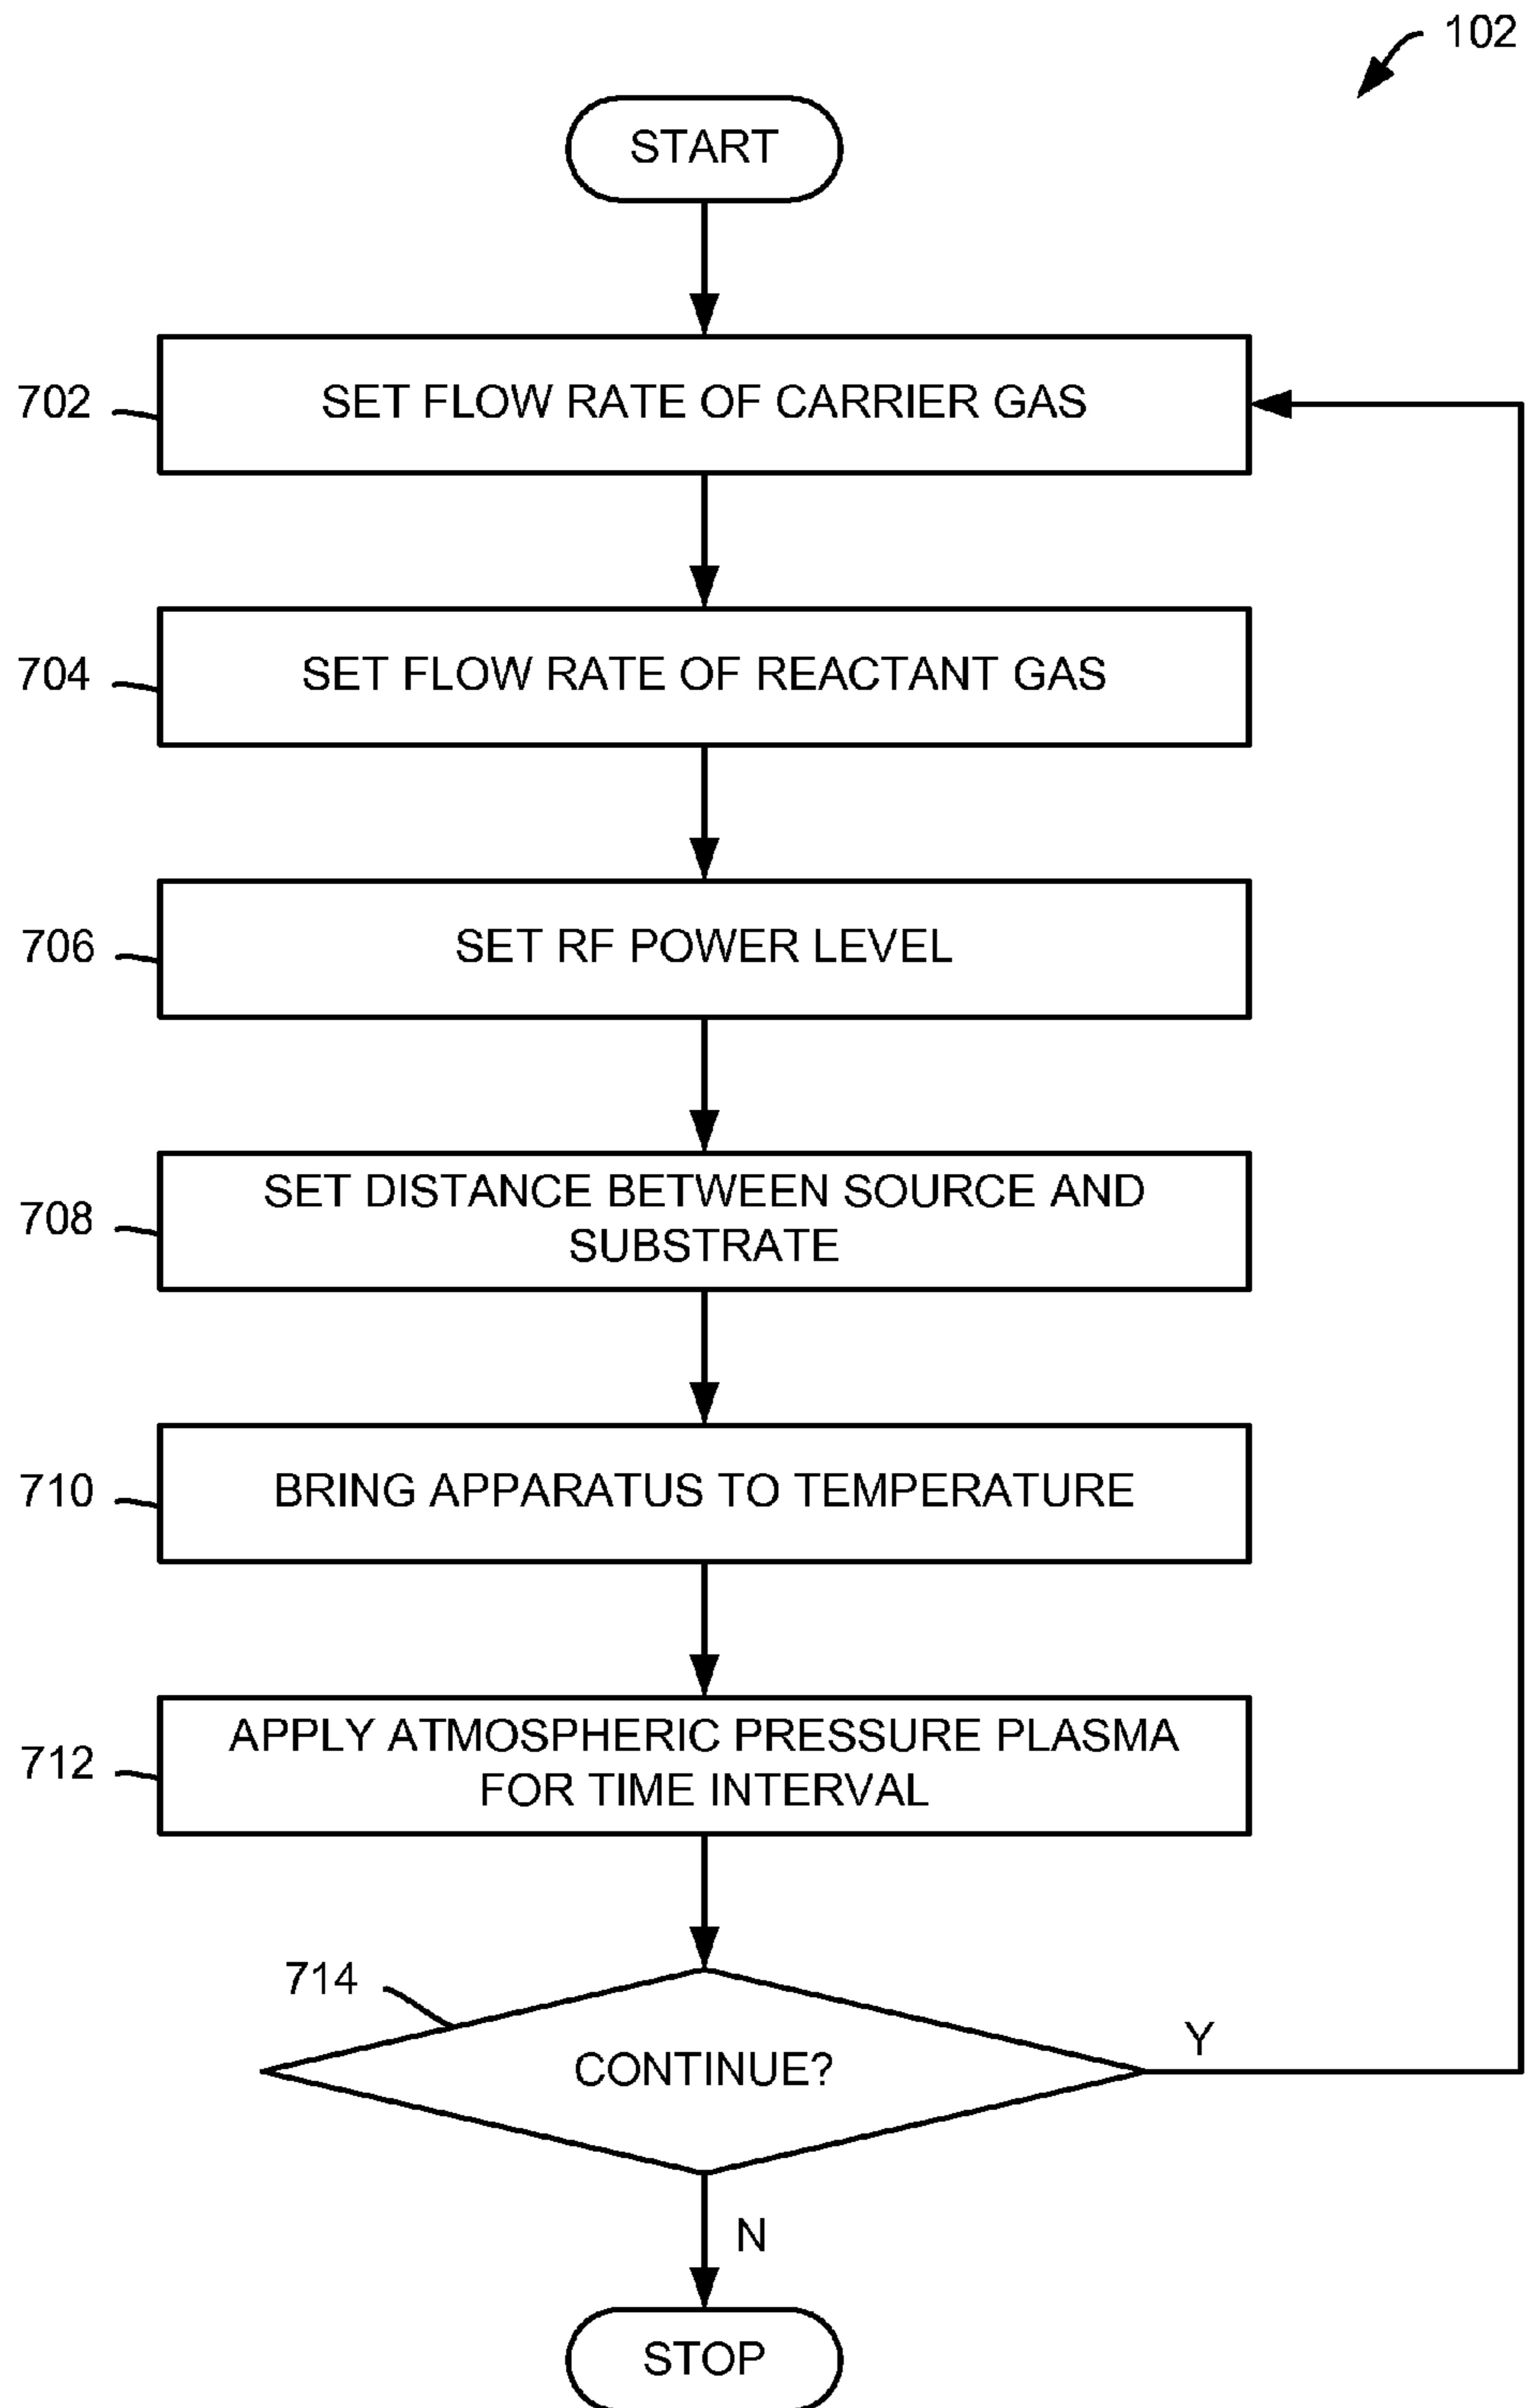 102
START
702
SET FLOW RATE OF CARRIER GAS
704
SET FLOW RATE OF REACTANT GAS
706
SET RF POWER LEVEL
708
SET DISTANCE BETWEEN SOURCE AND
SUBSTRATE
710
BRING APPARATUS TO TEMPERATURE
712
APPLY ATMOSPHERIC PRESSURE PLASMA
FOR TIME INTERVAL
714
CONTINUE?
Y
N
STOP